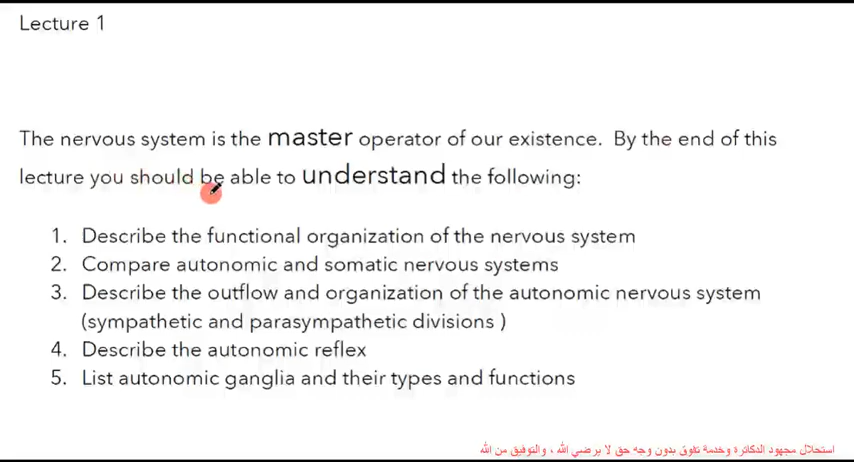 Lecture 1
The nervous system is the master operator of our existence. By the end of this
lecture you should be able to understand the following:
1. Describe the functional organization of the nervous system
2. Compare autonomic and somatic nervous systems
3. Describe the outflow and organization of the autonomic nervous system
(sympathetic and parasympathetic divisions )
4. Describe the autonomic reflex
5. List autonomic ganglia and their types and functions
استحلال مجهود الدكاترة وخدمة تفوق بدون وجه حق لا يرضي الله ، والتوفيق من الله